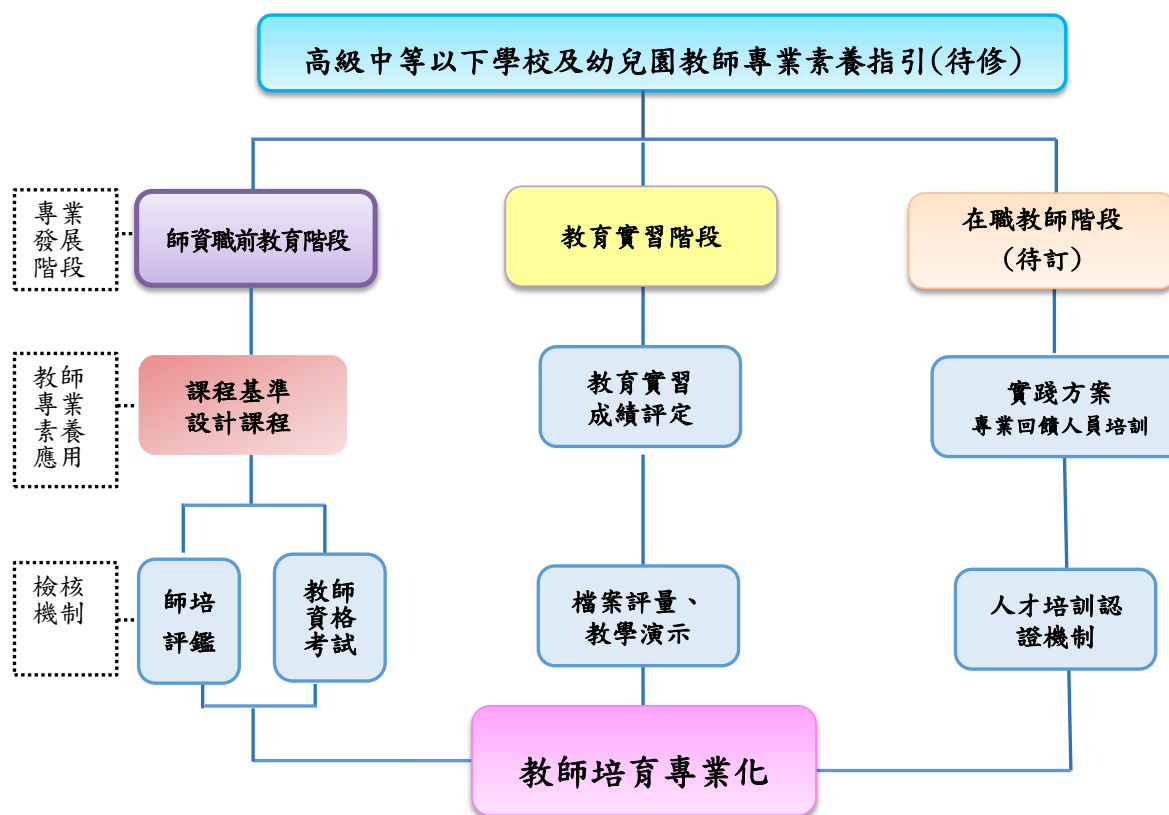 高級中等以下學校及幼兒園教師專業素養指引(待修)
專業
發展
階段
師資職前教育階段
教育實習階段
在職教師階段
(待訂)
教師
專業
素養
應用
課程基準
設計課程
教育實習
成績評定
實踐方案
專業回饋人員培訓
檢核
機制
師培
評鑑
教師
資格
考試
檔案評量、
教學演示
人才培訓認
證機制
教師培育專業化